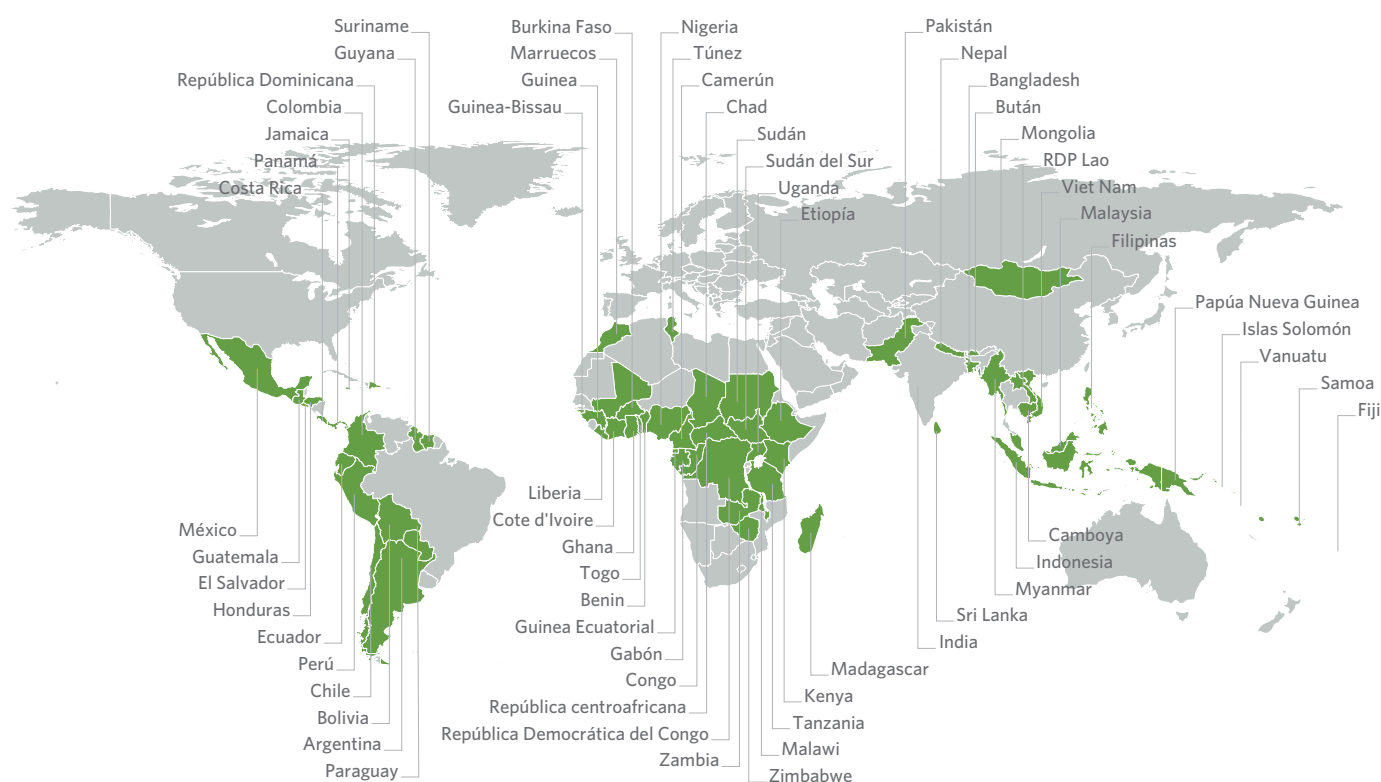 Suriname
Guyana
República Dominicana
Colombia
Jamaica
Panamá
Costa Rica
Burkina Faso
Marruecos
Guinea
Guinea-Bissau
Nigeria
Túnez
Camerún
Chad
Sudán
Sudán del Sur
Uganda
Etiopía
Pakistán
Nepal
Bangladesh
Bután
Mongolia
RDP Lao
Viet Nam
Malaysia
Filipinas
Papúa Nueva Guinea
Islas Solomón
Vanuatu
Samoa
Fiji
México
Guatemala
El Salvador
Honduras
Ecuador
Perú
Chile
Bolivia
Argentina
Paraguay
Liberia
Cote d'Ivoire
Ghana
Togo
Benin
Guinea Ecuatorial
Gabón
Congo
República centroafricana
República Democrática del Congo
Zambia
Zimbabwe
Malawi
Tanzania
Kenya
Madagascar
India
Sri Lanka
Myanmar
Indonesia
Camboya